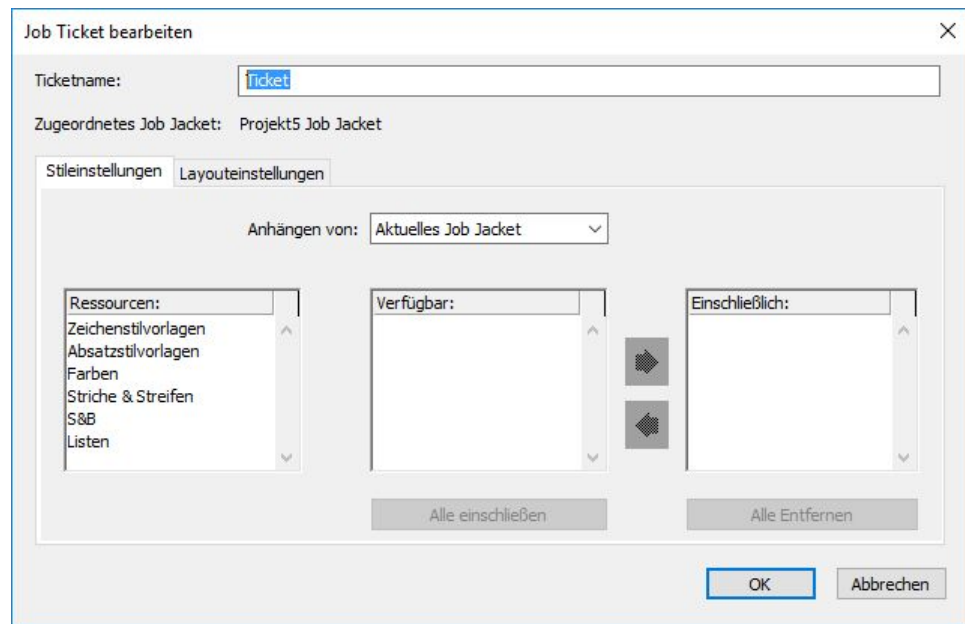 Job Ticket bearbeiten
Ticketname: Ticket
Zugeordnetes Job Jacket: Projekt5 Job Jacket
Stileinstellungen Layouteinstellungen
Anhängen von: Aktuelles Job Jacket
Ressourcen: Verfügbar: Einschließlich:
Zeichenstilvorlagen
Absatzstilvorlagen
Farben
Striche & Streifen
S&B
Listen
Alle einschließen Alle Entfernen
OK Abbrechen